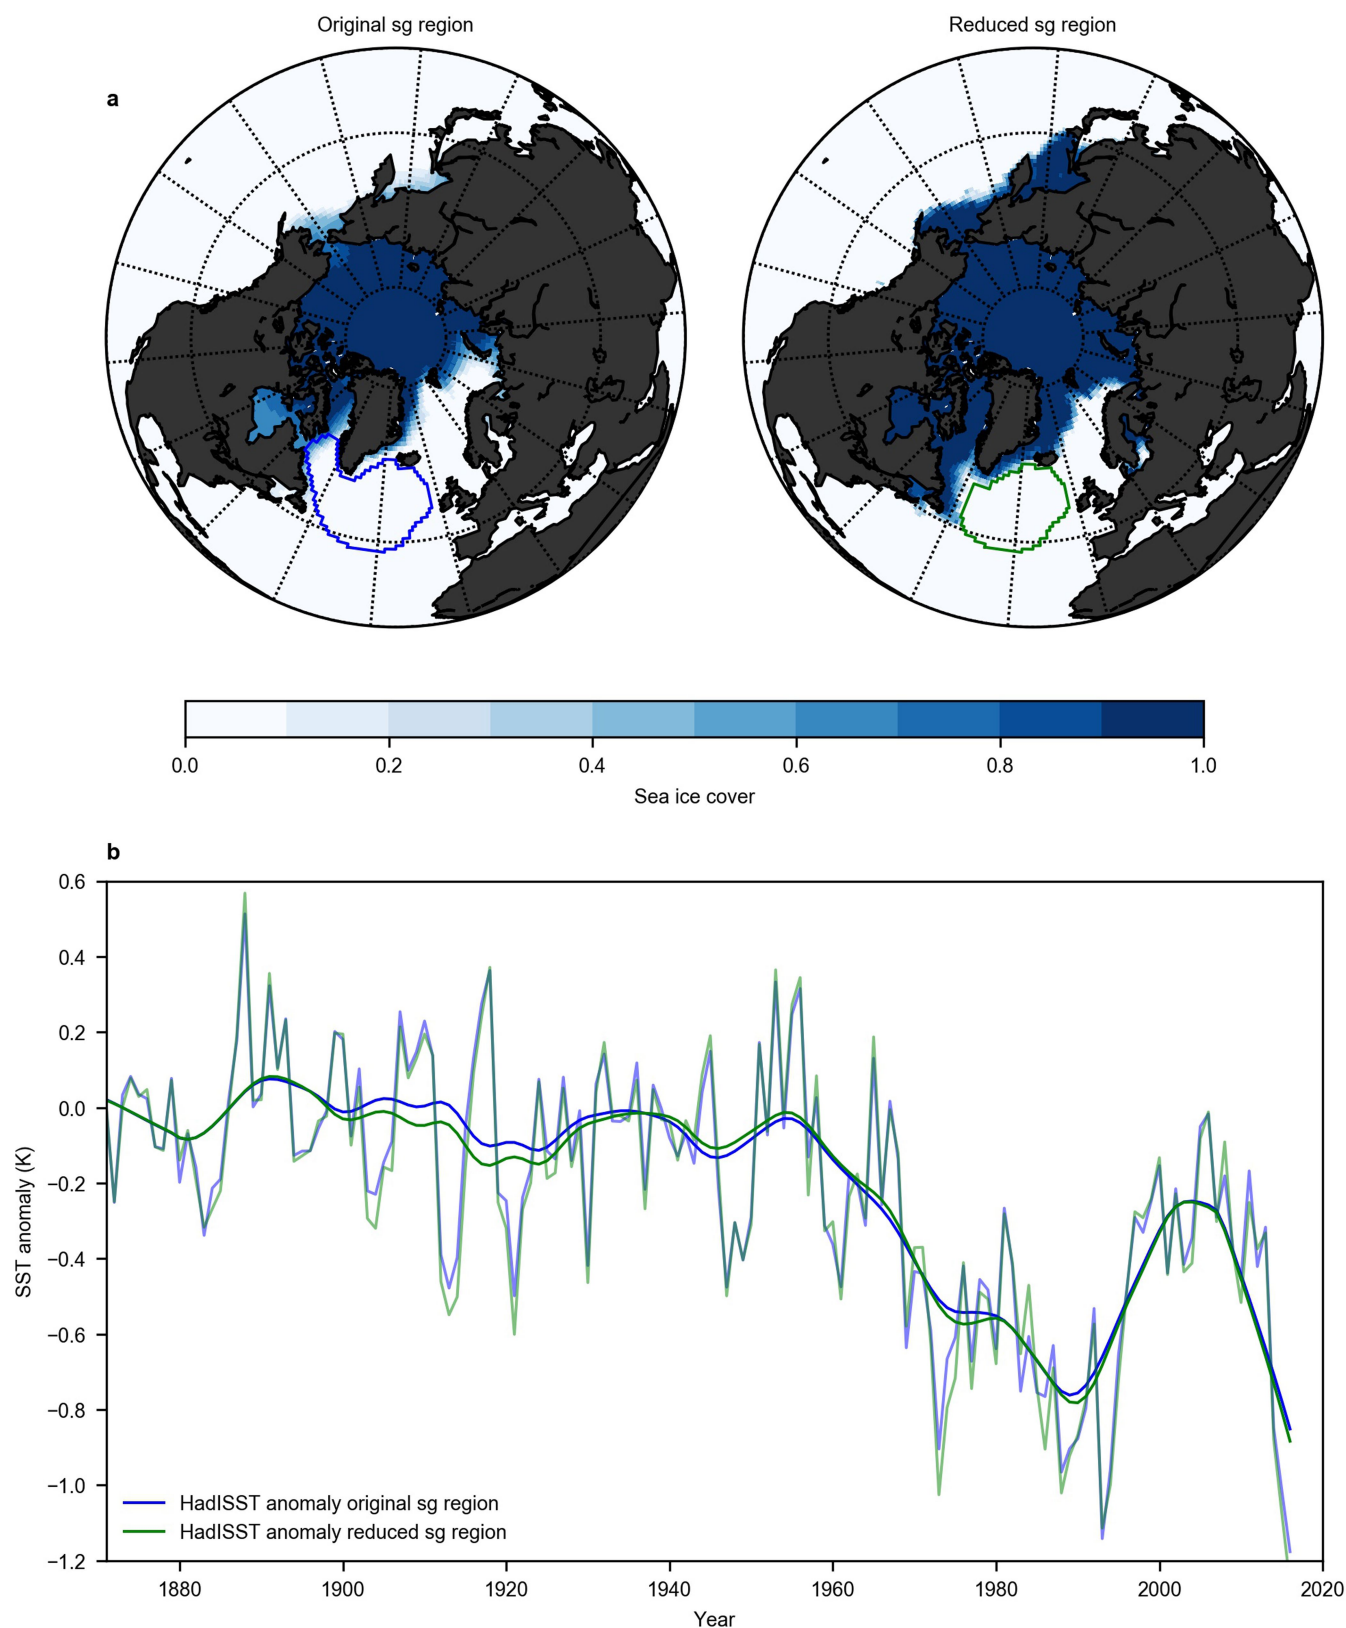 Original sg region
Reduced sg region
a
0.0 0.2 0.4 0.6 0.8 1.0
Sea ice cover
b
0.6
0.4
0.2
0.0
−0.2
−0.4
−0.6
−0.8
−1.0
−1.2
SST anomaly (K)
HadISST anomaly original sg region
HadISST anomaly reduced sg region
1880 1900 1920 1940 1960 1980 2000 2020
Year